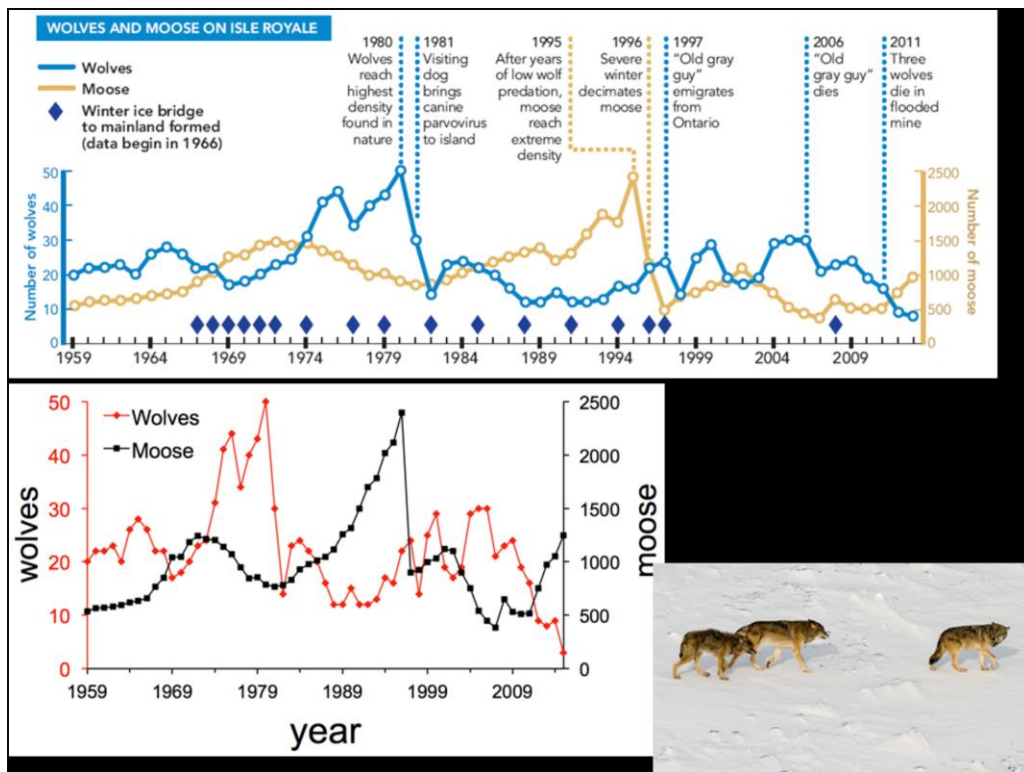 WOLVES AND MOOSE ON ISLE ROYALE
Wolves
Moose
Winter ice bridge
to mainland formed
(data begin in 1966)
1980
Wolves
reach
highest
density
found in
nature
1981
Visiting
dog
brings
canine
parvovirus
to island
1995
After years
of low wolf
predation,
moose
reach
extreme
density
1996
Severe
winter
decimates
moose
1997
“Old gray
guy”
emigrates
from
Ontario
2006
“Old
gray guy”
dies
2011
Three
wolves
die in
flooded
mine
Number of wolves
50
40
30
20
10
0
2500
2000
1500
1000
500
0
Number of moose
1959
1964
1969
1974
1979
1984
1989
1994
1999
2004
2009
wolves
50
40
30
20
10
0
Wolves
Moose
2500
2000
1500
1000
500
0
moose
1959
1969
1979
1989
1999
2009
year